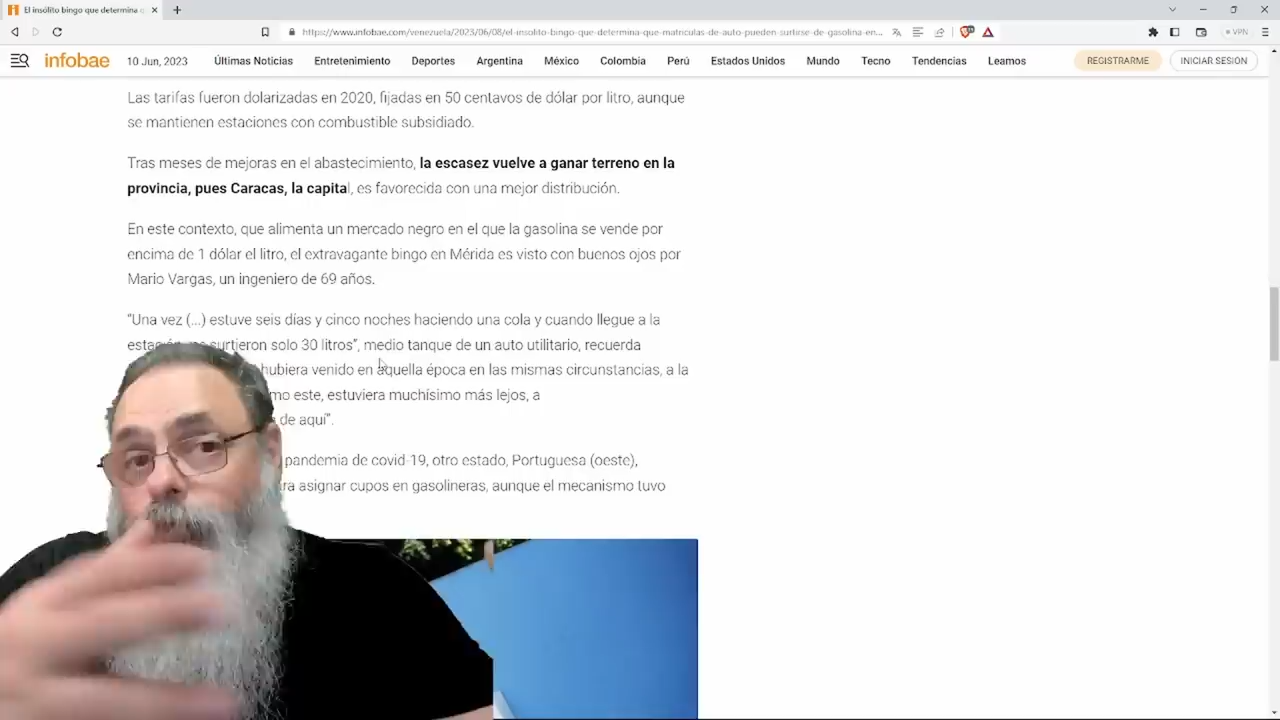 El insólito bingo que determina q
https://www.infobae.com/venezuela/2023/06/08/el-insolito-bingo-que-determina-que-matriculas-de-auto-pueden-surtirse-de-gasolina-en...
VPN
infobae 10 Jun, 2023 Últimas Noticias Entretenimiento Deportes Argentina México Colombia Perú Estados Unidos Mundo Tecno Tendencias Leamos REGISTRARME INICIAR SESIÓN
Las tarifas fueron dolarizadas en 2020, fijadas en 50 centavos de dólar por litro, aunque
se mantienen estaciones con combustible subsidiado.
Tras meses de mejoras en el abastecimiento, la escasez vuelve a ganar terreno en la
provincia, pues Caracas, la capital, es favorecida con una mejor distribución.
En este contexto, que alimenta un mercado negro en el que la gasolina se vende por
encima de 1 dólar el litro, el extravagante bingo en Mérida es visto con buenos ojos por
Mario Vargas, un ingeniero de 69 años.
“Una vez (...) estuve seis días y cinco noches haciendo una cola y cuando llegue a la
surtieron solo 30 litros”, medio tanque de un auto utilitario, recuerda
hubiera venido en aquella época en las mismas circunstancias, a la
este, estuviera muchísimo más lejos, a
de aquí”.
pandemia de covid-19, otro estado, Portuguesa (oeste),
asignar cupos en gasolineras, aunque el mecanismo tuvo